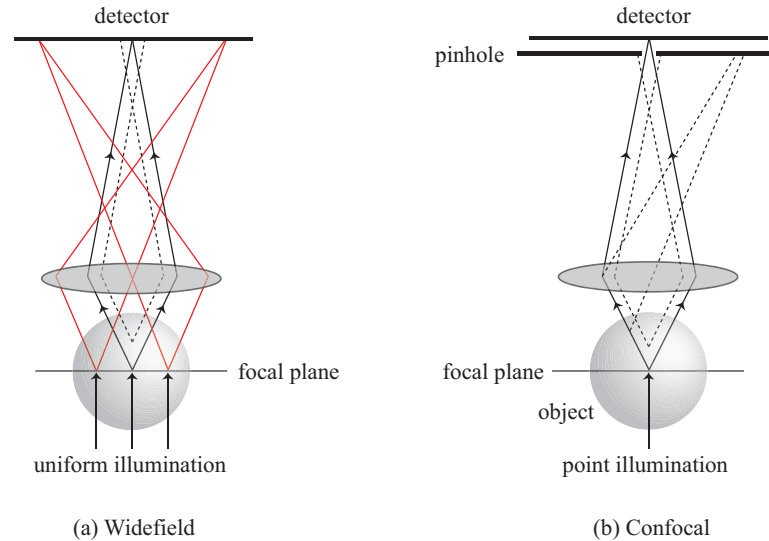 detector
focal plane
uniform illumination
(a) Widefield
detector
pinhole
focal plane
object
point illumination
(b) Confocal